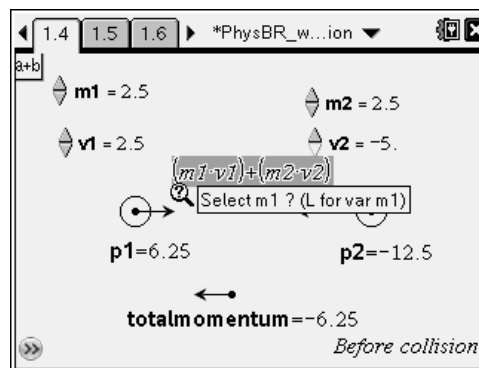 1.4 1.5 1.6 *PhysBR_w...ion
a+b
m1 = 2.5
m2 = 2.5
v1 = 2.5
v2 = -5.
(m1·v1)+(m2·v2)
Select m1 ? (L for var m1)
p1=6.25
p2=-12.5
totalmomentum=-6.25
Before collision